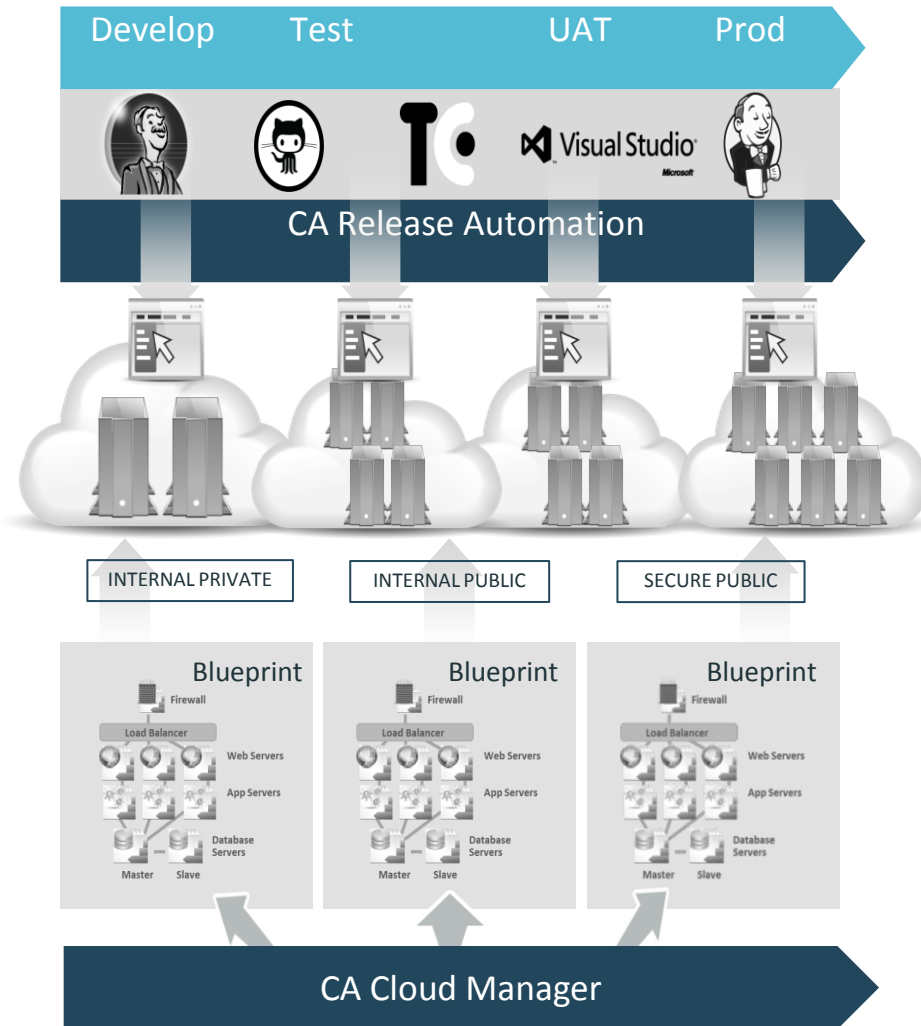 Develop Test UAT Prod
TC Visual Studio
Microsoft
CA Release Automation
INTERNAL PRIVATE INTERNAL PUBLIC SECURE PUBLIC
Blueprint Blueprint Blueprint
Firewall Firewall Firewall
Load Balancer Load Balancer Load Balancer
Web Servers Web Servers Web Servers
App Servers App Servers App Servers
Database Database Database
Servers Servers Servers
Master Slave Master Slave Master Slave
CA Cloud Manager